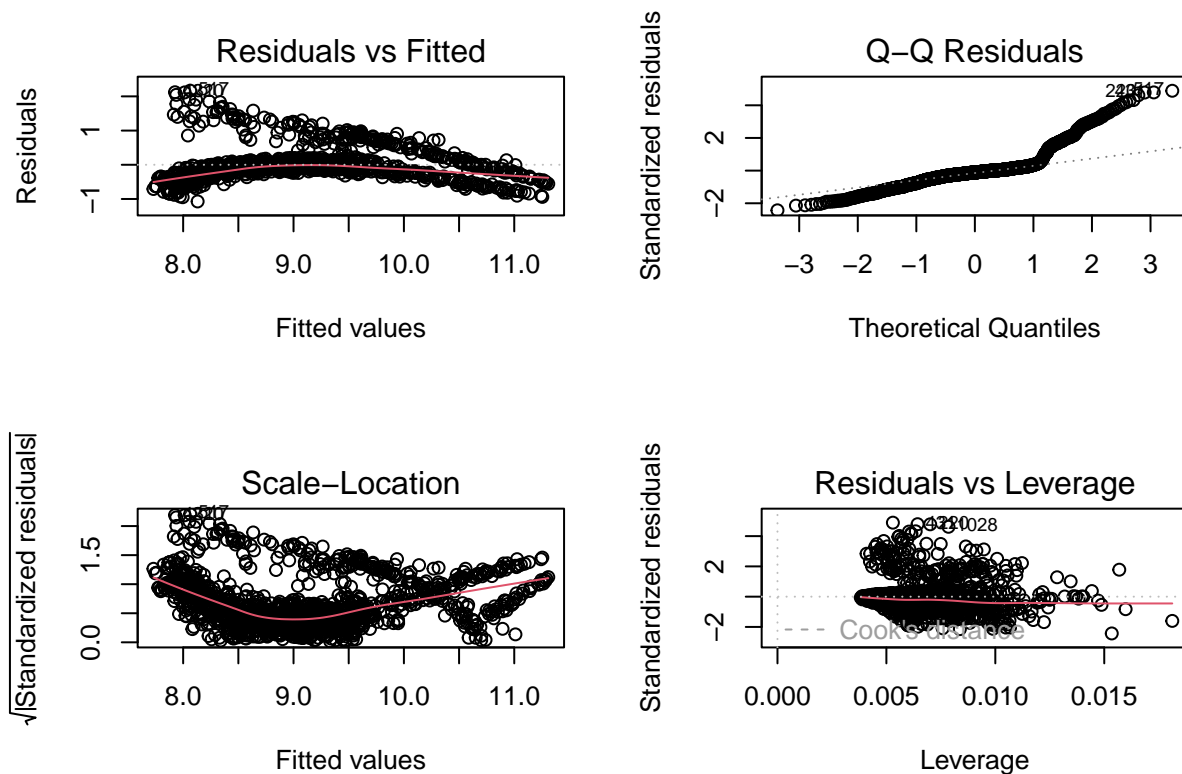 Residuals vs Fitted
Residuals
1
−1
8.0 9.0 10.0 11.0
Fitted values
Q−Q Residuals
Standardized residuals
2
−2
−3 −2 −1 0 1 2 3
Theoretical Quantiles
Scale−Location
√|Standardized residuals|
1.5
0.0
8.0 9.0 10.0 11.0
Fitted values
Residuals vs Leverage
1028
Standardized residuals
2
−2
Cook's distance
0.000 0.005 0.010 0.015
Leverage